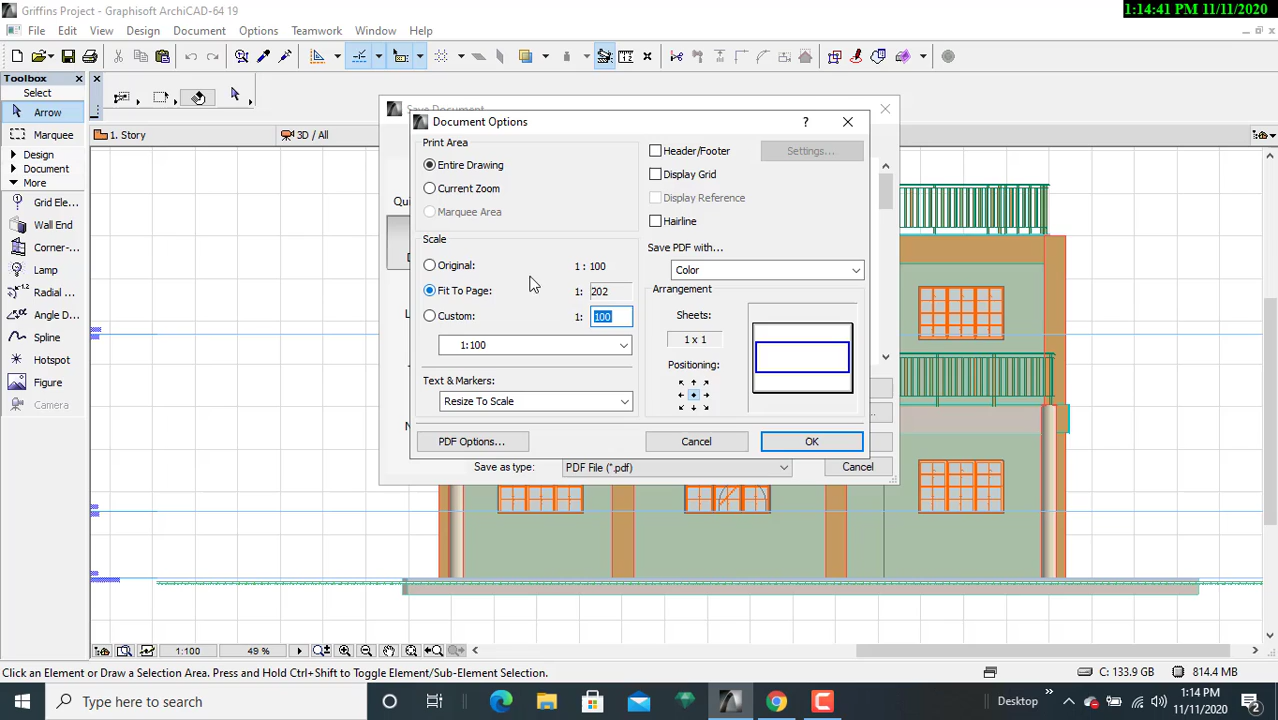 Griffins Project - Graphisoft ArchiCAD-64 19
1:14:41 PM 11/11/2020
File Edit View Design Document Options Teamwork Window Help
Toolbox
Select
Arrow
Marquee
Design
Document
More
Grid Ele...
Wall End
Corner-...
Lamp
Radial ...
Angle D...
Spline
Hotspot
Figure
Camera
1. Story
3D / All
Save Document
Document Options
?
Print Area
Entire Drawing
Current Zoom
Marquee Area
Scale
Original: 1 : 100
Fit To Page: 1: 202
Custom: 1: 100
1:100
Text & Markers:
Resize To Scale
Header/Footer
Settings...
Display Grid
Display Reference
Hairline
Save PDF with...
Color
Arrangement
Sheets:
1 x 1
Positioning:
PDF Options...
Cancel
OK
Save as type: PDF File (*.pdf)
Cancel
1:100
49 %
Click an Element or Draw a Selection Area. Press and Hold Ctrl+Shift to Toggle Element/Sub-Element Selection.
C: 133.9 GB
814.4 MB
Type here to search
Desktop
1:14 PM
11/11/2020
2